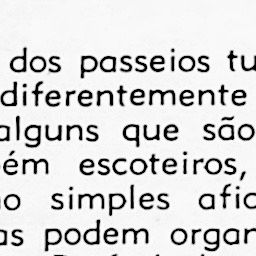 dos passeios tu
diferentemente
alguns que são
ém escoteiros,
o simples afic
as podem organ